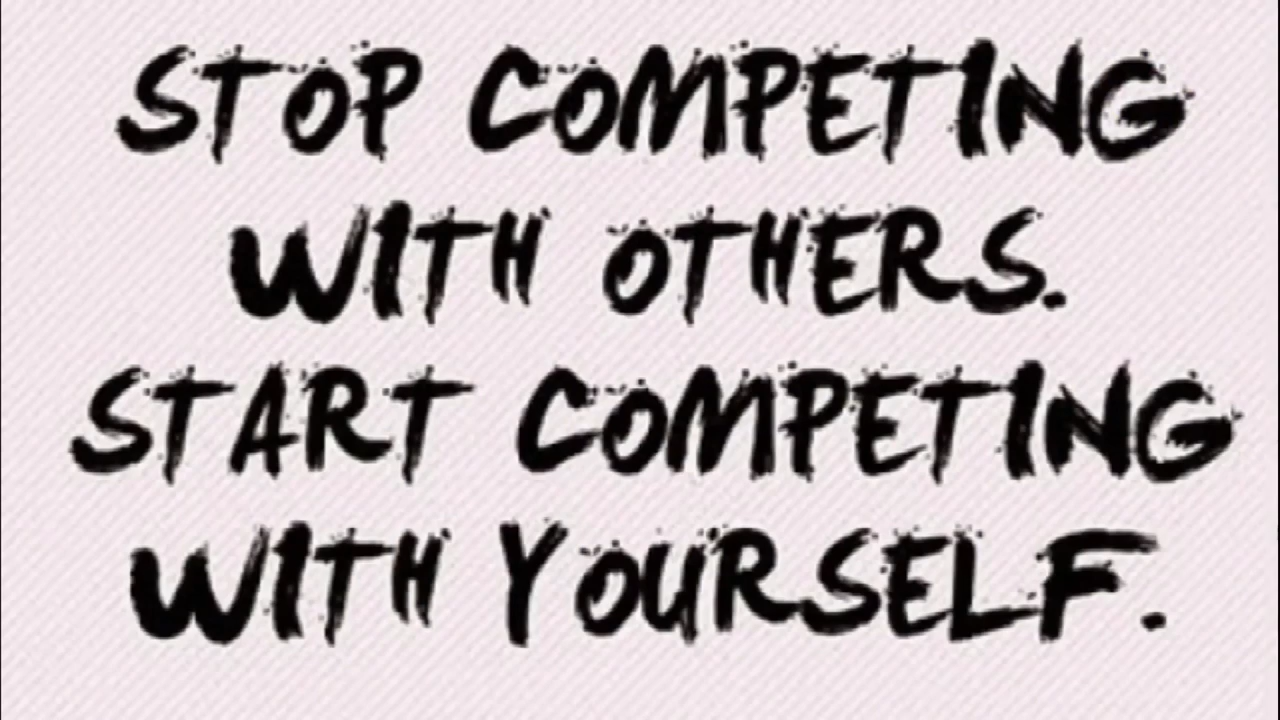 STOP COMPETING
WITH OTHERS.
START COMPETING
WITH YOURSELF.